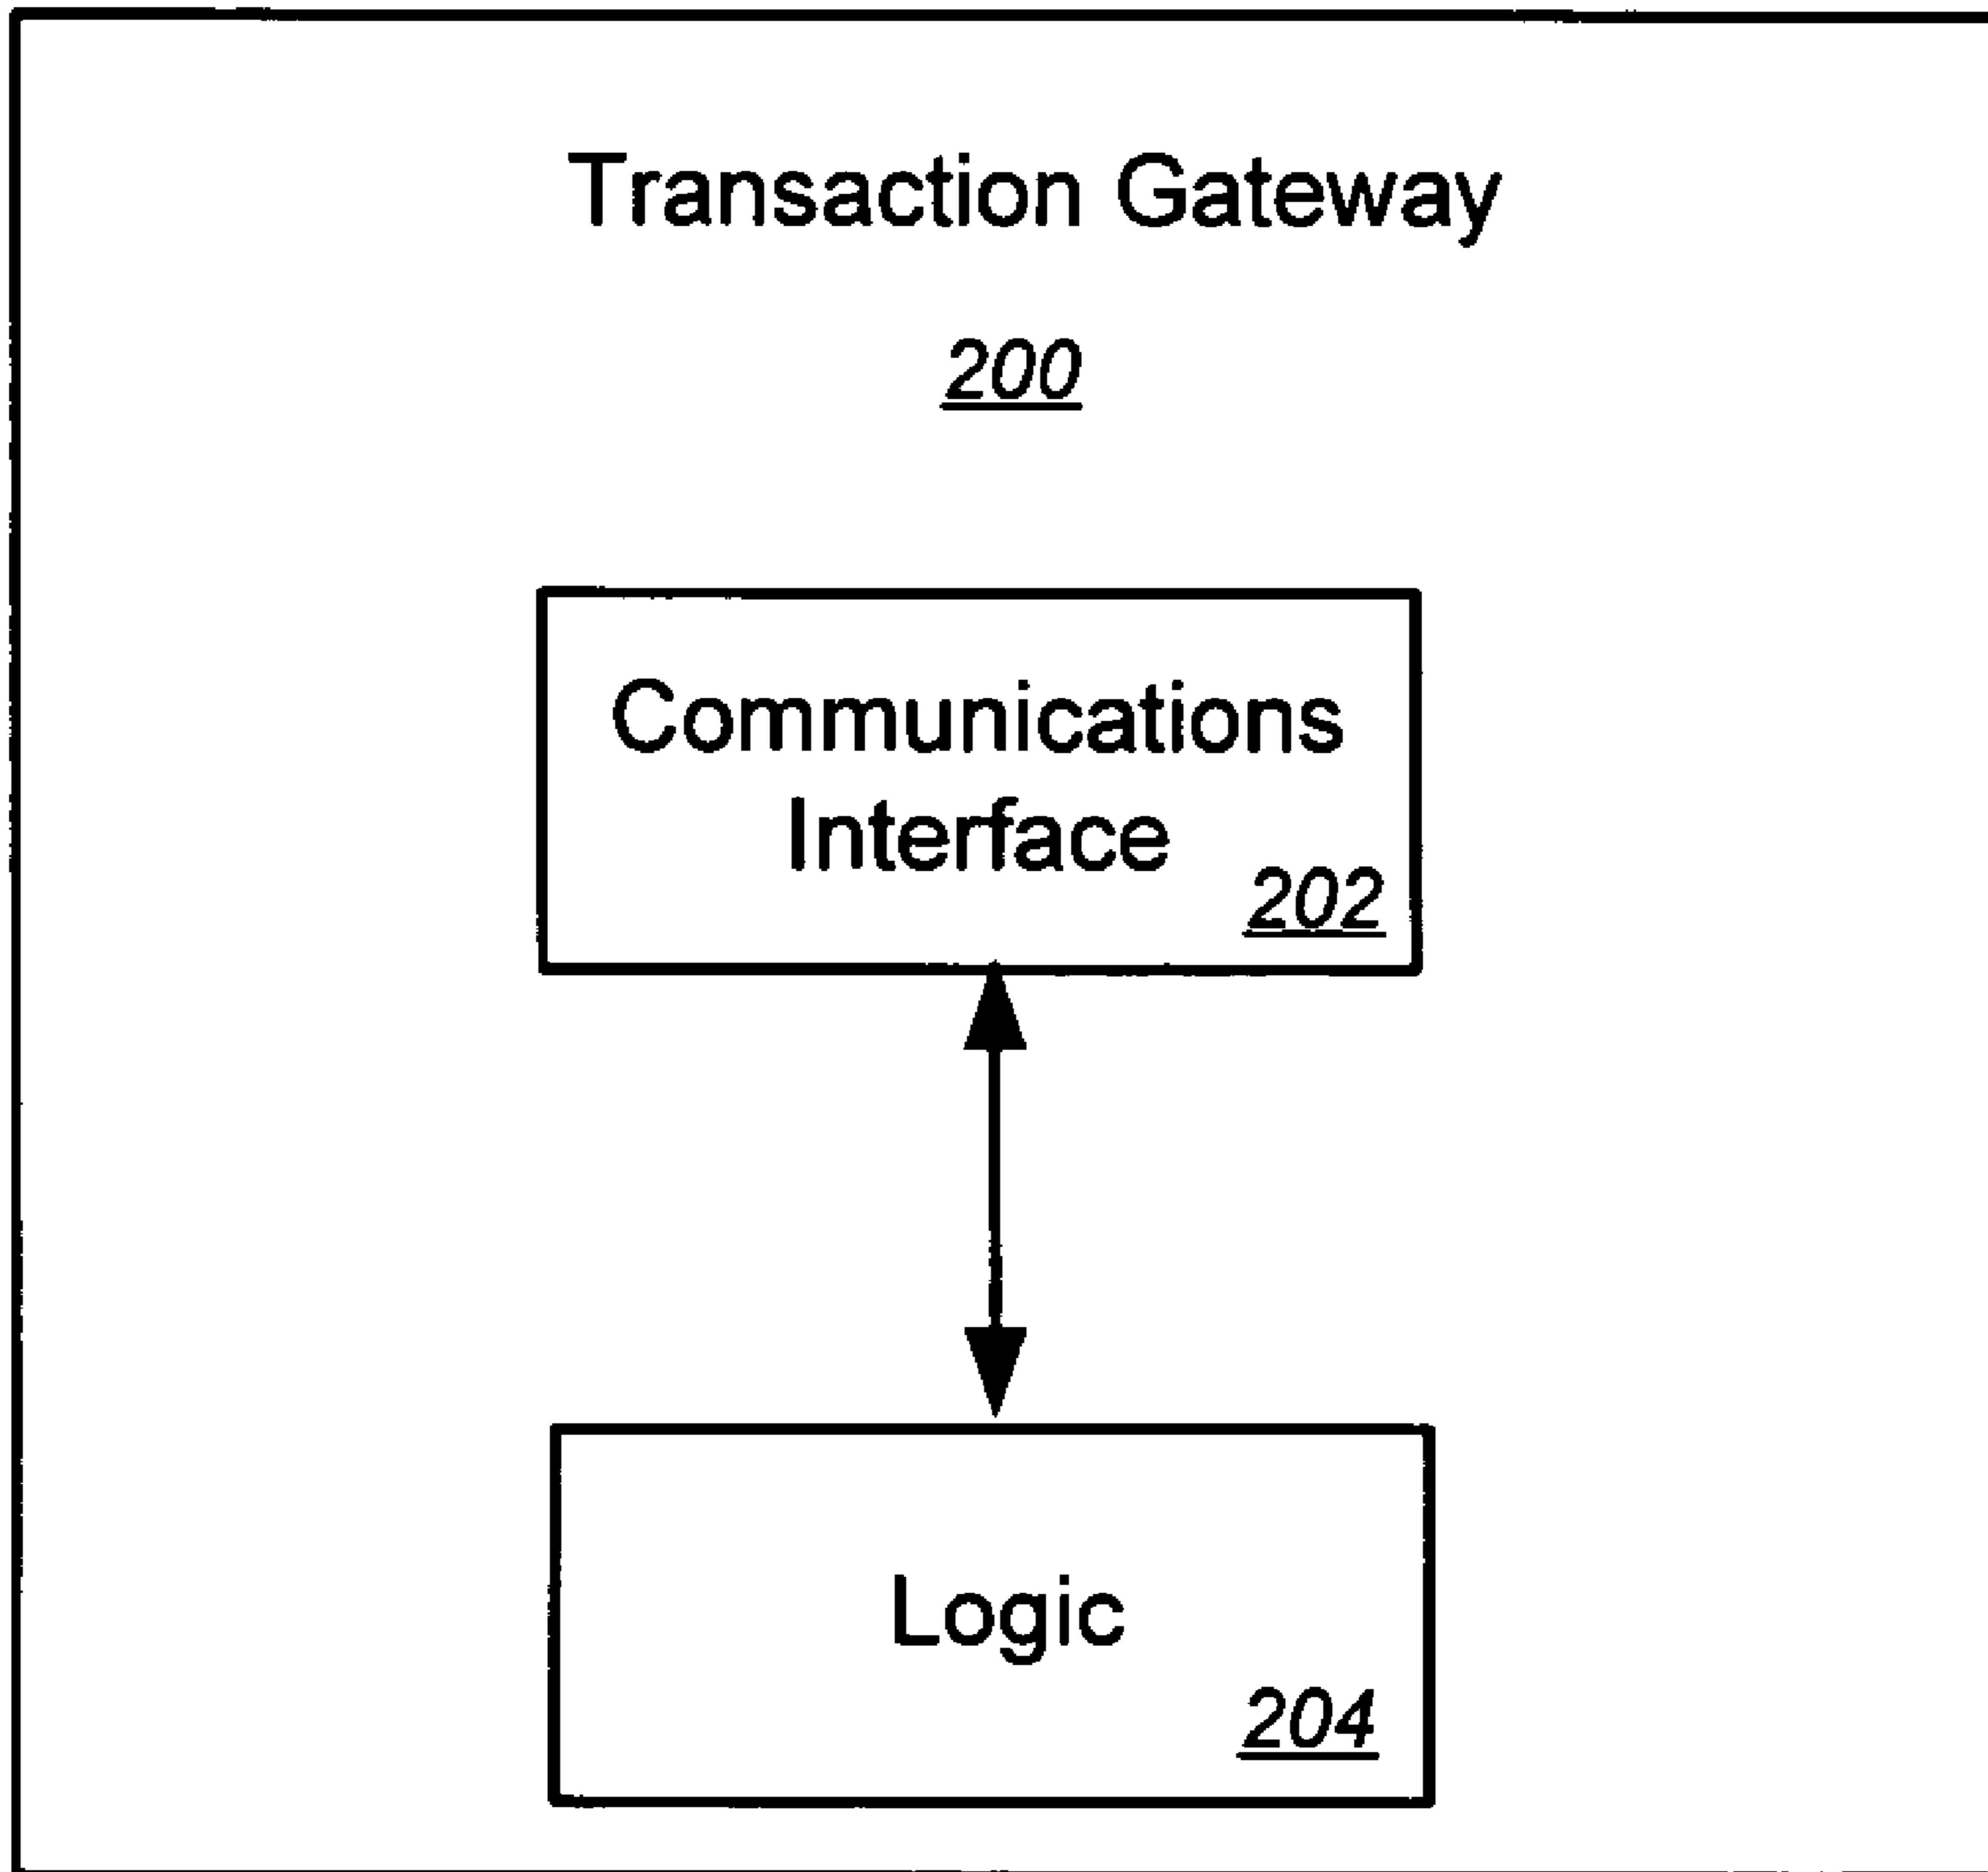 Transaction Gateway
200
Communications
Interface
202
Logic
204